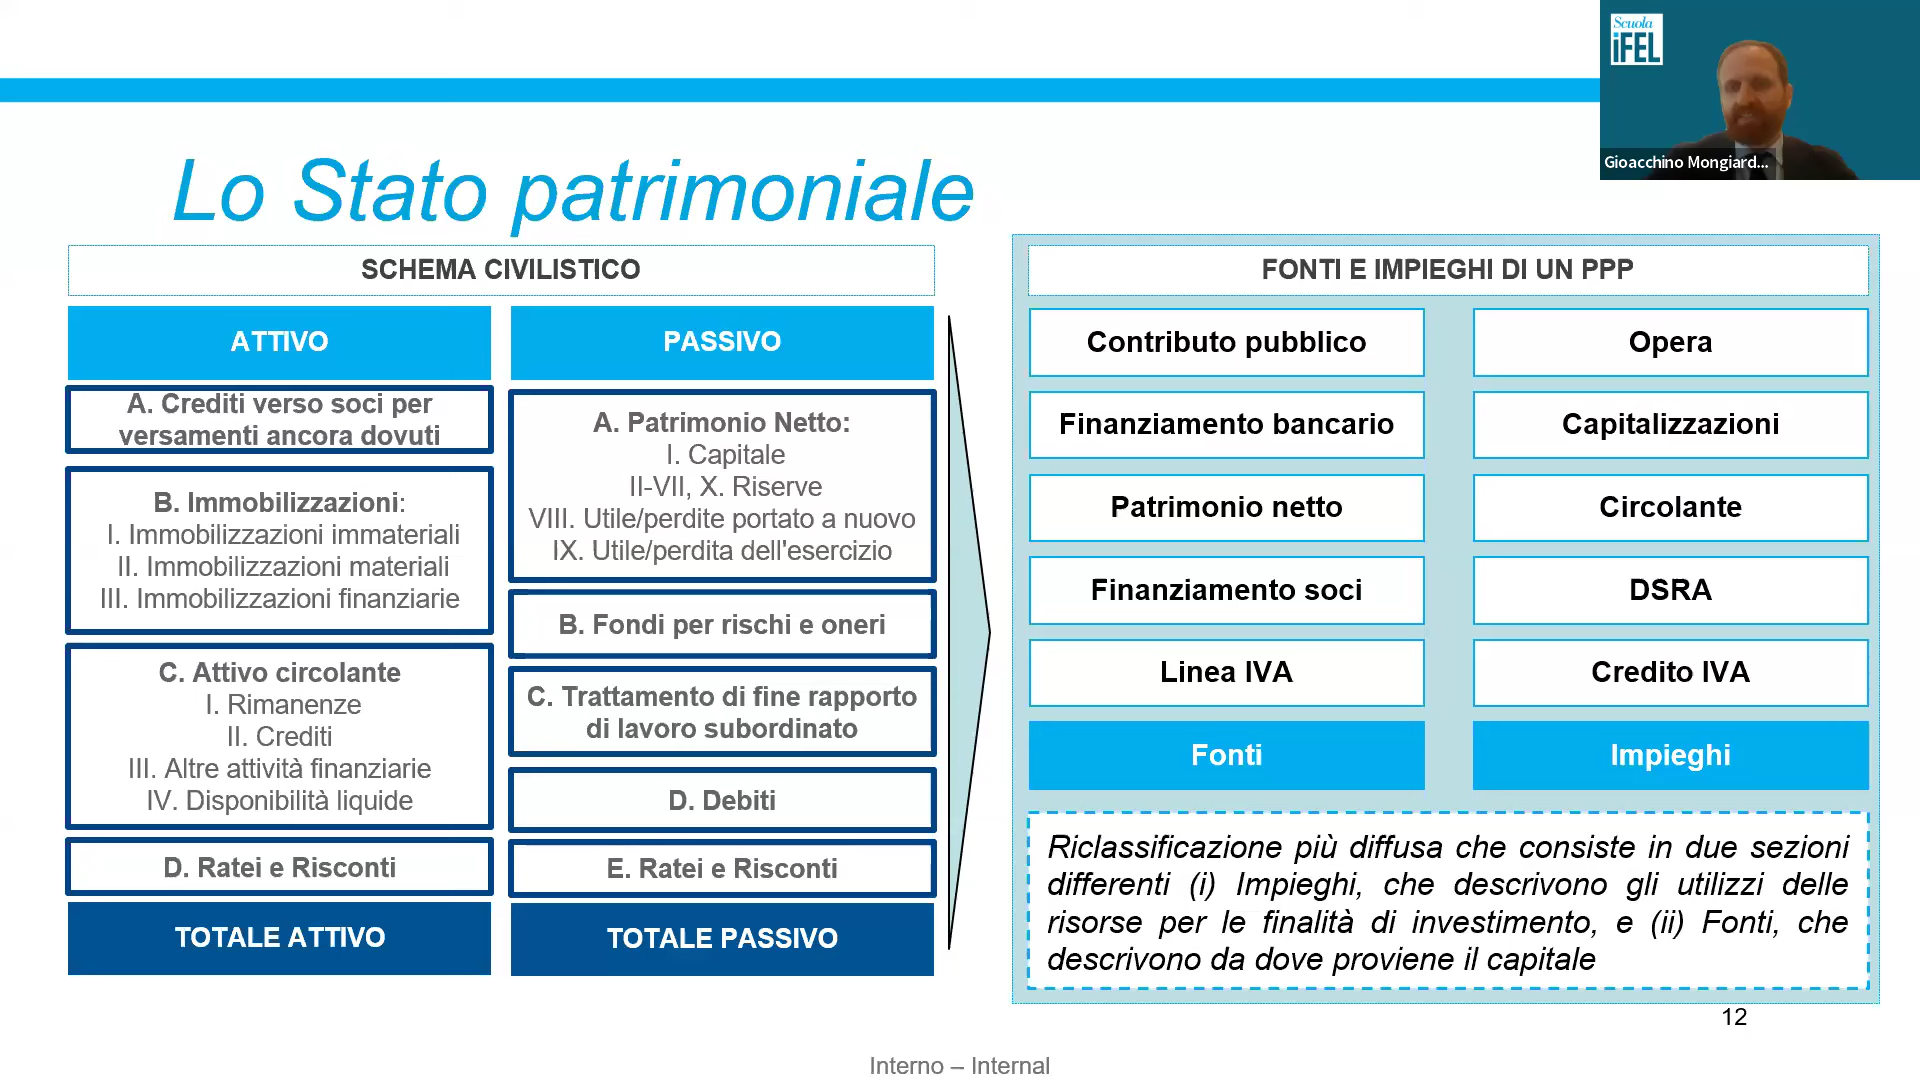 Scuola
iFEL
Gioacchino Mongiard...
Lo Stato patrimoniale
SCHEMA CIVILISTICO
ATTIVO
A. Crediti verso soci per
versamenti ancora dovuti
B. Immobilizzazioni:
I. Immobilizzazioni immateriali
II. Immobilizzazioni materiali
III. Immobilizzazioni finanziarie
C. Attivo circolante
I. Rimanenze
II. Crediti
III. Altre attività finanziarie
IV. Disponibilità liquide
D. Ratei e Risconti
TOTALE ATTIVO
PASSIVO
A. Patrimonio Netto:
I. Capitale
II-VII, X. Riserve
VIII. Utile/perdite portato a nuovo
IX. Utile/perdita dell'esercizio
B. Fondi per rischi e oneri
C. Trattamento di fine rapporto
di lavoro subordinato
D. Debiti
E. Ratei e Risconti
TOTALE PASSIVO
FONTI E IMPIEGHI DI UN PPP
Contributo pubblico
Finanziamento bancario
Patrimonio netto
Finanziamento soci
Linea IVA
Fonti
Opera
Capitalizzazioni
Circolante
DSRA
Credito IVA
Impieghi
Riclassificazione più diffusa che consiste in due sezioni
differenti (i) Impieghi, che descrivono gli utilizzi delle
risorse per le finalità di investimento, e (ii) Fonti, che
descrivono da dove proviene il capitale
12
Interno – Internal